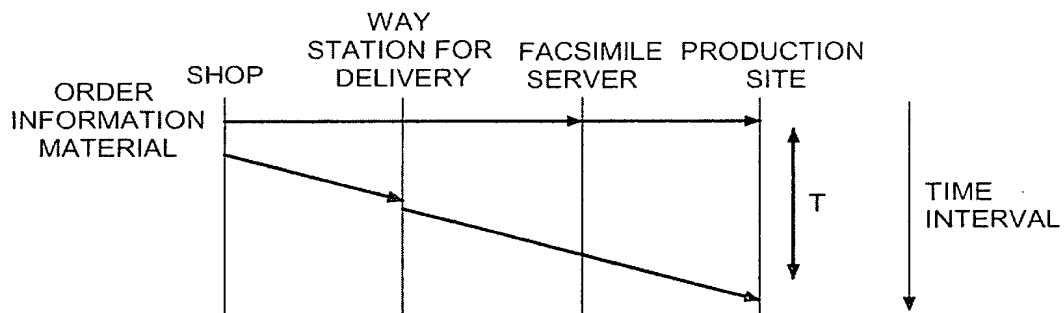 ORDER
INFORMATION
MATERIAL
SHOP
WAY
STATION FOR
DELIVERY
FACSIMILE
SERVER
PRODUCTION
SITE
T
TIME
INTERVAL